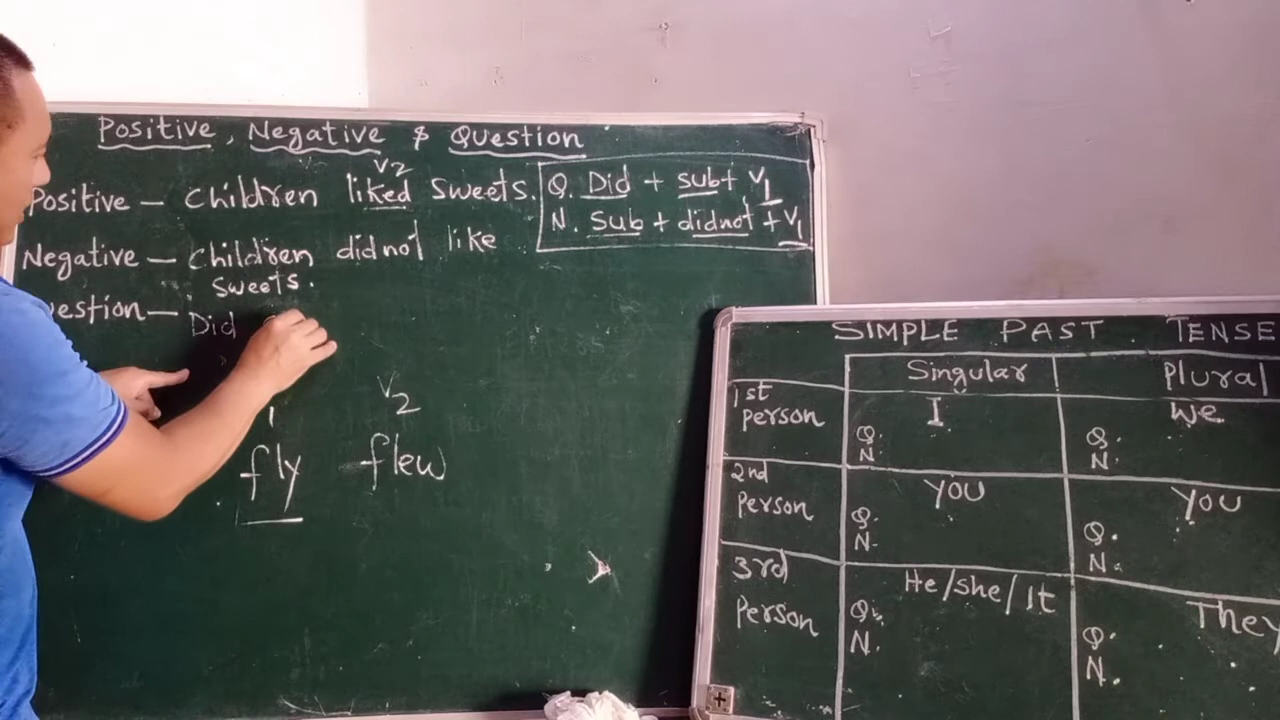 Positive, Negative & Question
V2
Positive – Children liked sweets.
Negative – Children didnot like
sweets.
uestion – Did
Q. Did + sub + V1
N. Sub + didnot + V1
1 V2
fly flew
SIMPLE PAST TENSE
Singular Plural
1st person I We
Q. Q.
N. N.
2nd person You You
Q. Q.
N. N.
3rd person He/she/It They
Q. Q.
N. N.